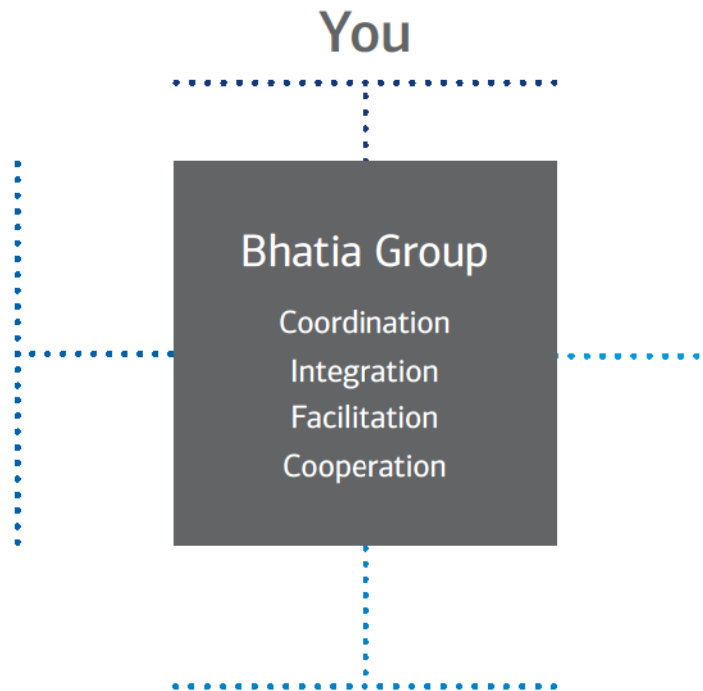 You
Bhatia Group
Coordination
Integration
Facilitation
Cooperation